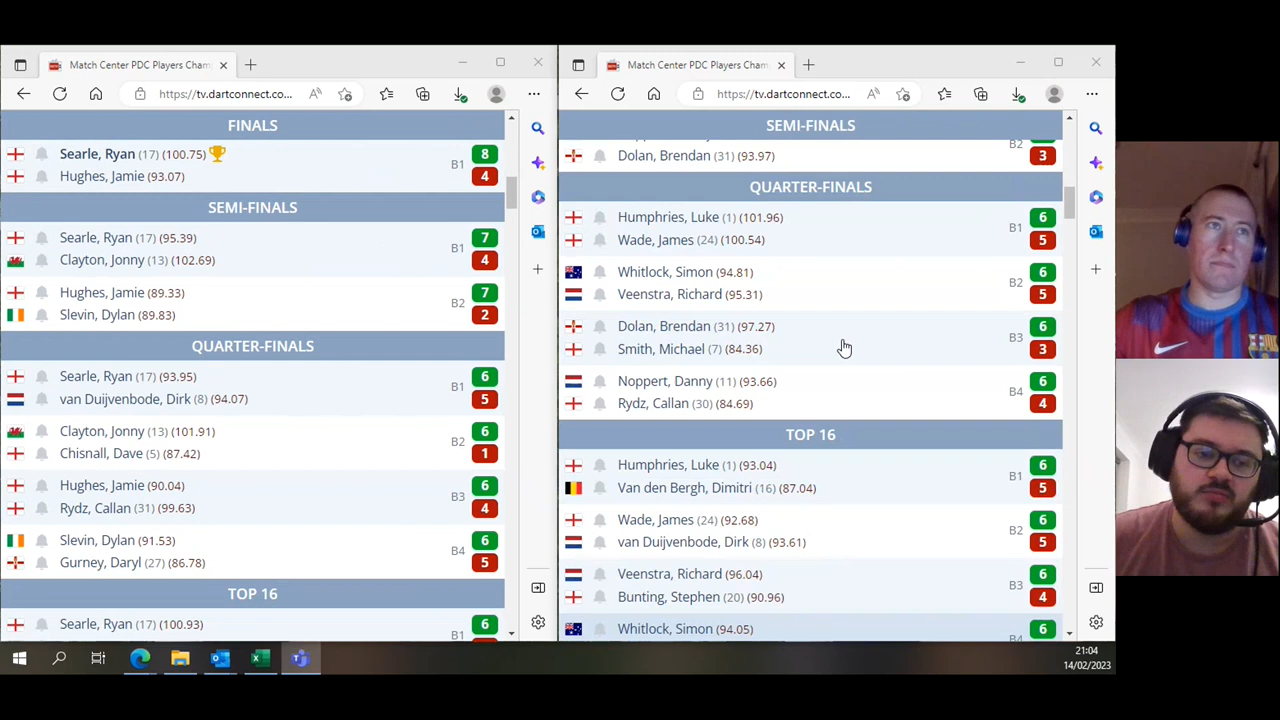 Match Center PDC Players Cham
https://tv.dartconnect.co...
FINALS
Searle, Ryan (17) (100.75) 8
Hughes, Jamie (93.07) 4
B1
SEMI-FINALS
Searle, Ryan (17) (95.39) 7
Clayton, Jonny (13) (102.69) 4
B1
Hughes, Jamie (89.33) 7
Slevin, Dylan (89.83) 2
B2
QUARTER-FINALS
Searle, Ryan (17) (93.95) 6
van Duijvenbode, Dirk (8) (94.07) 5
B1
Clayton, Jonny (13) (101.91) 6
Chisnall, Dave (5) (87.42) 1
B2
Hughes, Jamie (90.04) 6
Rydz, Callan (31) (99.63) 4
B3
Slevin, Dylan (91.53) 6
Gurney, Daryl (27) (86.78) 5
B4
TOP 16
Searle, Ryan (17) (100.93) 6
B1
Match Center PDC Players Cham
https://tv.dartconnect.co...
SEMI-FINALS
B2
Dolan, Brendan (31) (93.97) 3
QUARTER-FINALS
Humphries, Luke (1) (101.96) 6
Wade, James (24) (100.54) 5
B1
Whitlock, Simon (94.81) 6
Veenstra, Richard (95.31) 5
B2
Dolan, Brendan (31) (97.27) 6
Smith, Michael (7) (84.36) 3
B3
Noppert, Danny (11) (93.66) 6
Rydz, Callan (30) (84.69) 4
B4
TOP 16
Humphries, Luke (1) (93.04) 6
Van den Bergh, Dimitri (16) (87.04) 5
B1
Wade, James (24) (92.68) 6
van Duijvenbode, Dirk (8) (93.61) 5
B2
Veenstra, Richard (96.04) 6
Bunting, Stephen (20) (90.96) 4
B3
Whitlock, Simon (94.05) 6
B4
21:04
14/02/2023